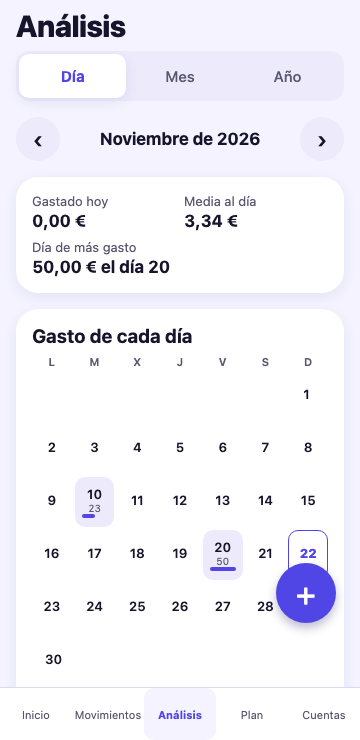 Análisis
Día Mes Año
‹ Noviembre de 2026 ›
Gastado hoy Media al día
0,00 € 3,34 €
Día de más gasto
50,00 € el día 20
Gasto de cada día
L M X J V S D
1
2 3 4 5 6 7 8
9 10 11 12 13 14 15
23
16 17 18 19 20 21 22
50
23 24 25 26 27 28
+
30
Inicio Movimientos Análisis Plan Cuentas